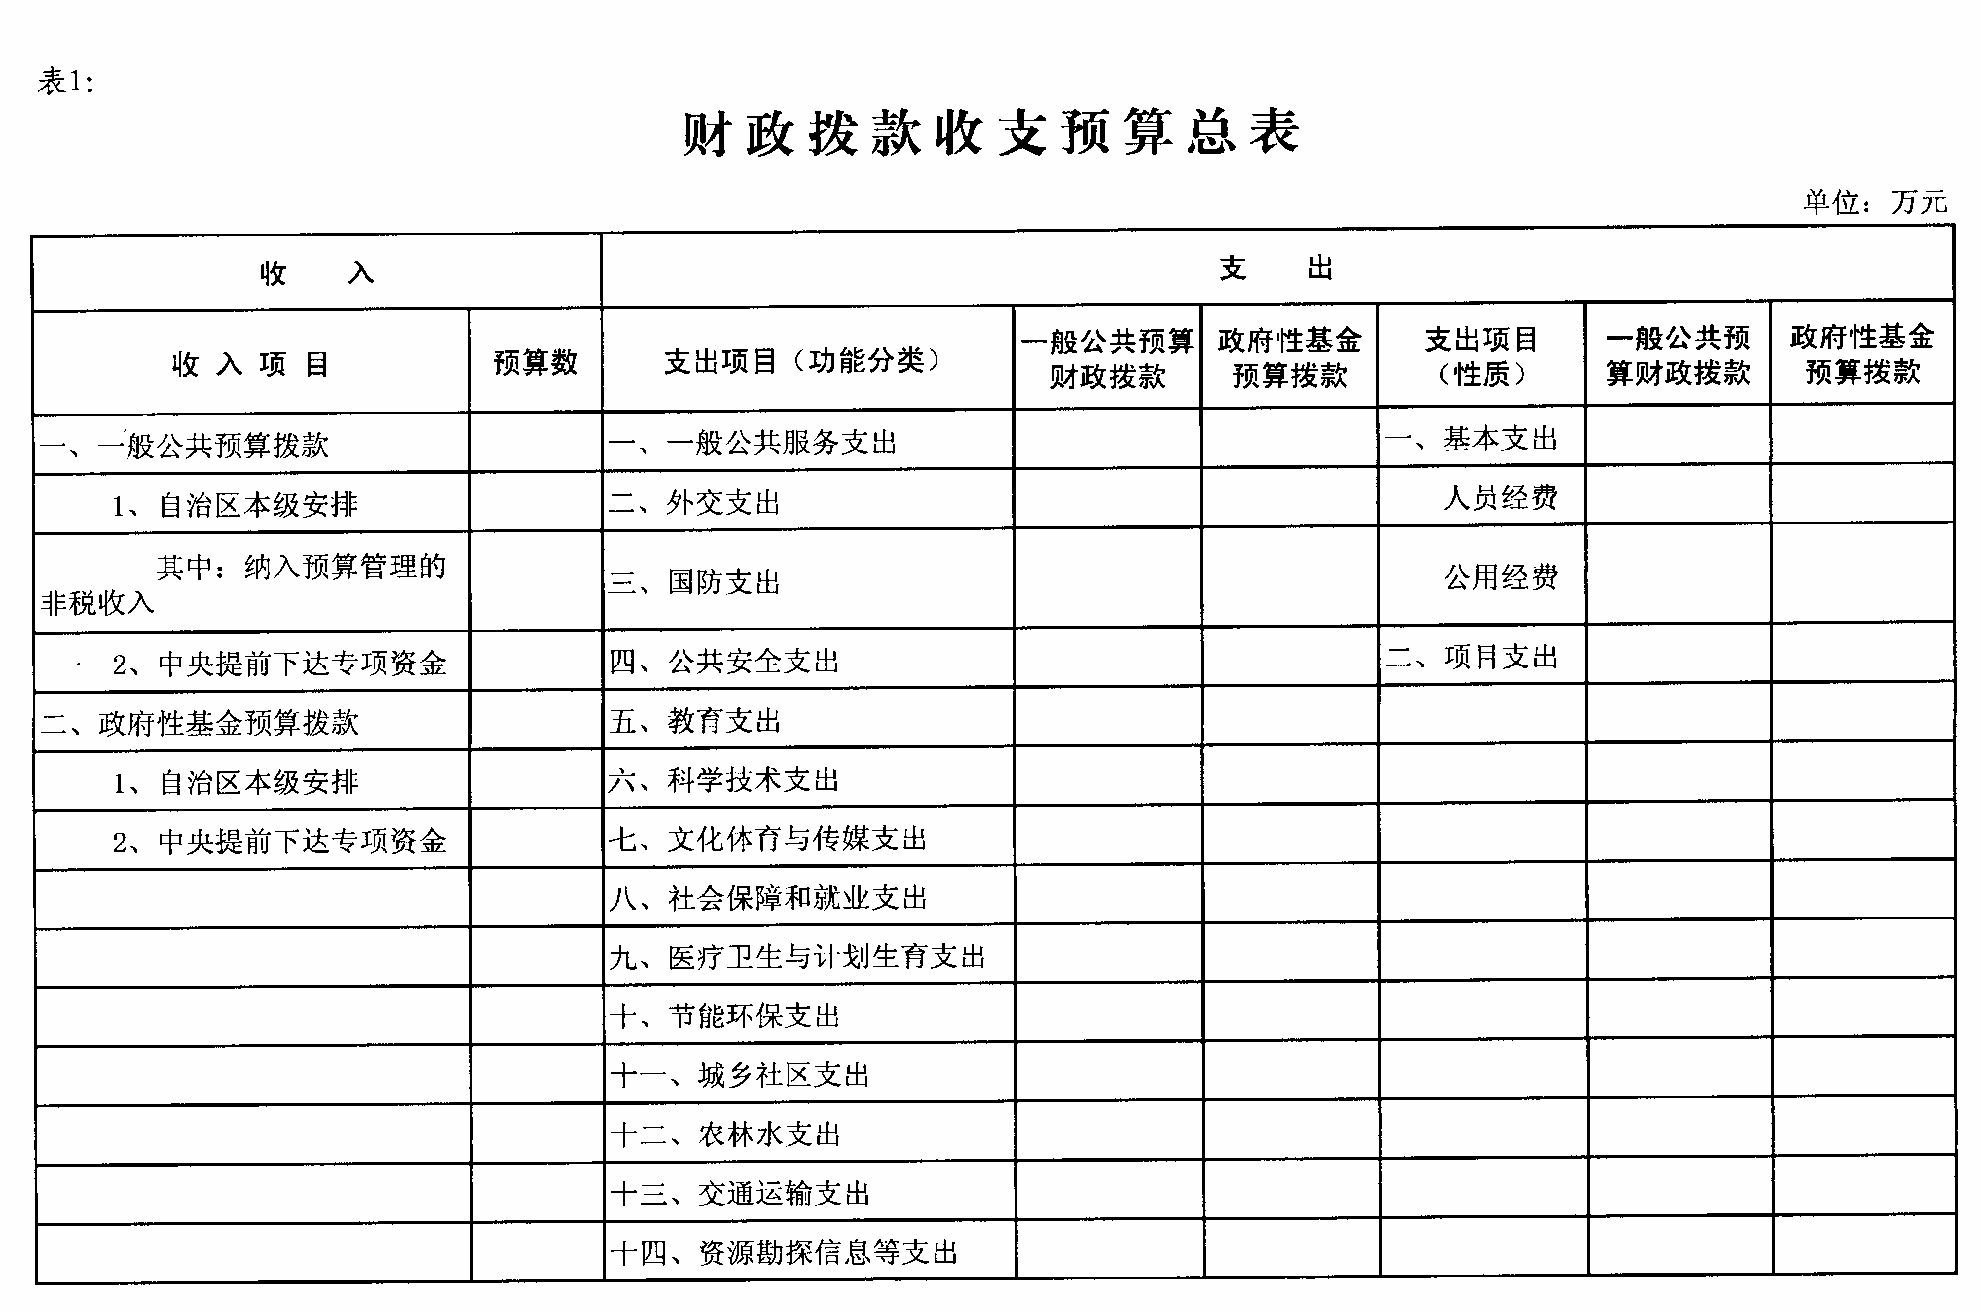 表1:
财政拨款收支预算总表
单位：万元
收 入 支 出
收入项目 预算数 支出项目（功能分类） 一般公共预算财政拨款 政府性基金预算拨款 支出项目（性质） 一般公共预算财政拨款 政府性基金预算拨款
一、一般公共预算拨款 一、一般公共服务支出 一、基本支出
1、自治区本级安排 二、外交支出 人员经费
其中：纳入预算管理的非税收入 三、国防支出 公用经费
2、中央提前下达专项资金 四、公共安全支出 二、项目支出
二、政府性基金预算拨款 五、教育支出
1、自治区本级安排 六、科学技术支出
2、中央提前下达专项资金 七、文化体育与传媒支出
八、社会保障和就业支出
九、医疗卫生与计划生育支出
十、节能环保支出
十一、城乡社区支出
十二、农林水支出
十三、交通运输支出
十四、资源勘探信息等支出